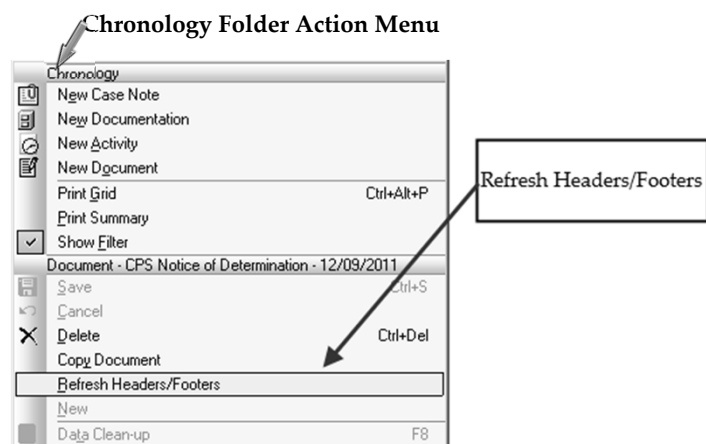 Chronology Folder Action Menu
Chronology
New Case Note
New Documentation
New Activity
New Document
Print Grid Ctrl+Alt+P
Print Summary
Show Filter
Document - CPS Notice of Determination - 12/09/2011
Save Ctrl+S
Cancel
Delete Ctrl+Del
Copy Document
Refresh Headers/Footers
New
Data Clean-up F8
Refresh Headers/Footers